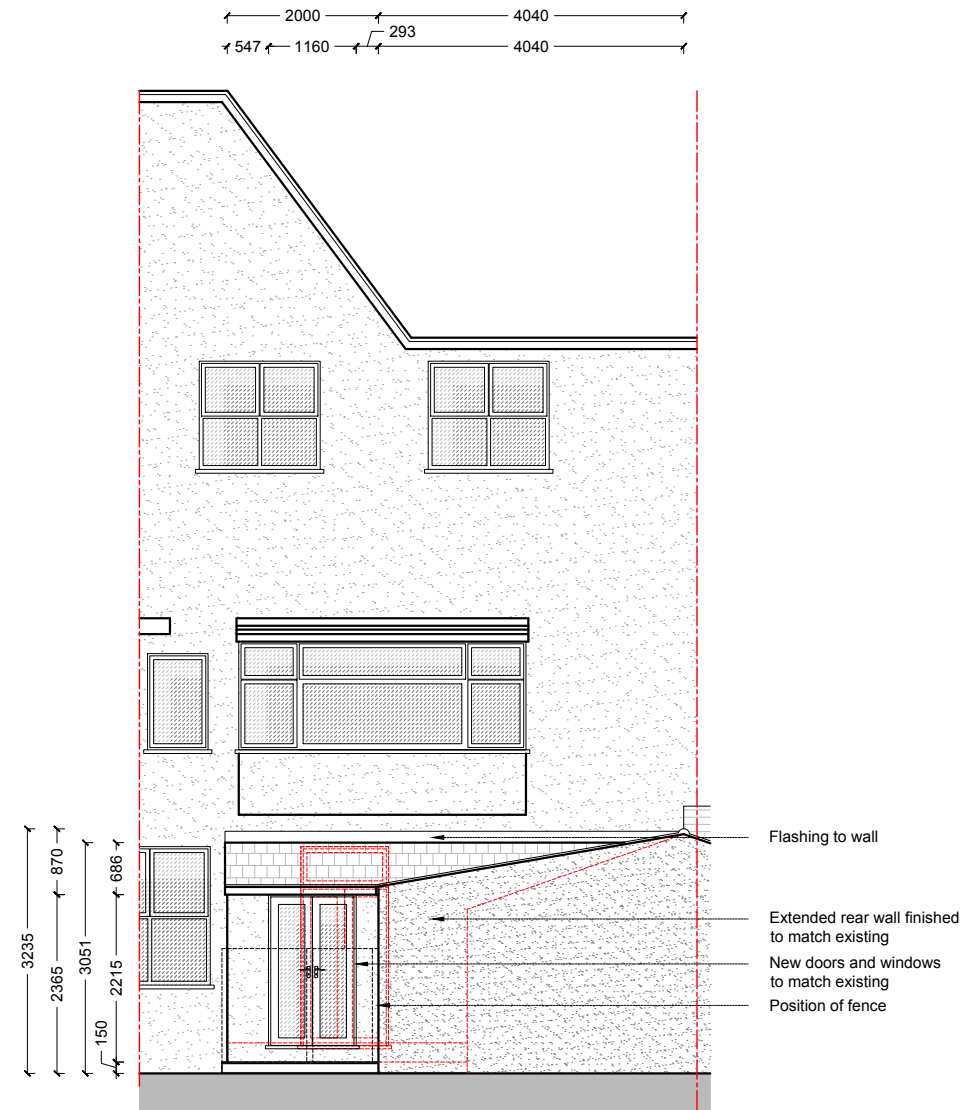 2000 4040
547 1160 293 4040
Flashing to wall
Extended rear wall finished
to match existing
New doors and windows
to match existing
Position of fence
3235
870
2365
3051
686
2215
150